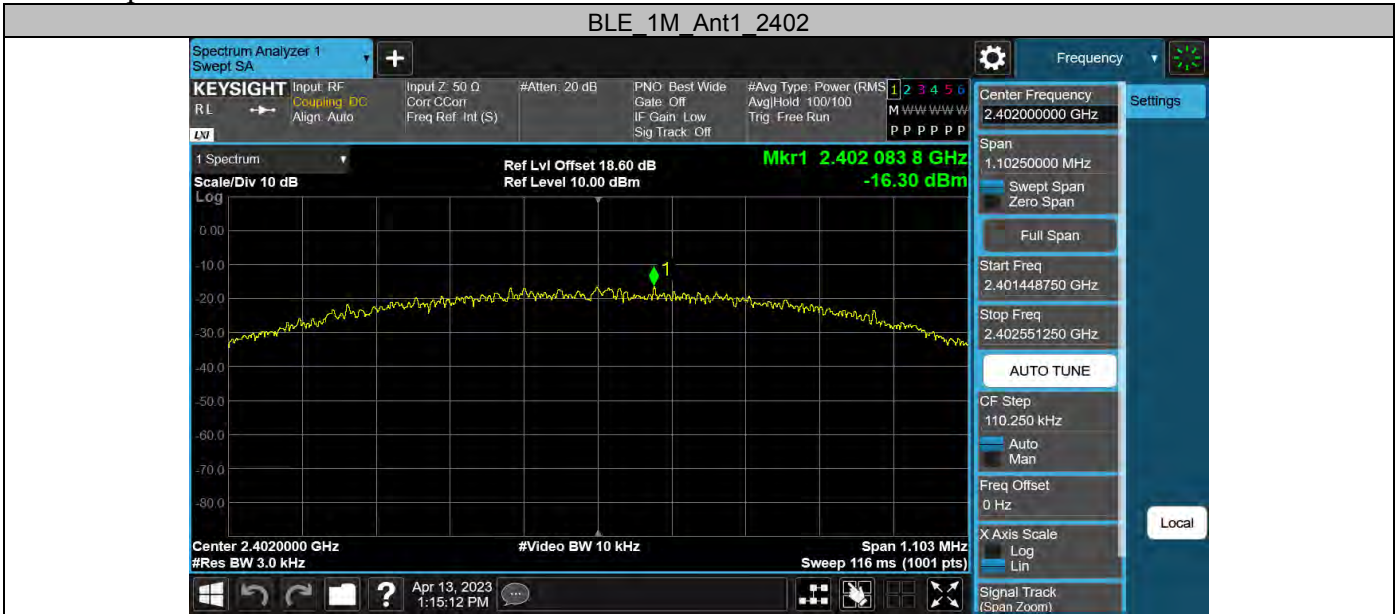 BLE_1M_Ant1_2402
Spectrum Analyzer 1
Swept SA
+
Frequency
KEYSIGHT
RL
LXI
Input: RF
Coupling: DC
Align: Auto
Input Z: 50 Ω
Corr CCorr
Freq Ref: Int (S)
#Atten: 20 dB
PNO: Best Wide
Gate: Off
IF Gain: Low
Sig Track: Off
#Avg Type: Power (RMS
Avg|Hold: 100/100
Trig: Free Run
1 2 3 4 5 6
M W W W W W
P P P P P P
1 Spectrum
Scale/Div 10 dB
Ref Lvl Offset 18.60 dB
Ref Level 10.00 dBm
Mkr1 2.402 083 8 GHz
-16.30 dBm
Log
0.00
-10.0
-20.0
-30.0
-40.0
-50.0
-60.0
-70.0
-80.0
1
Center 2.4020000 GHz
#Res BW 3.0 kHz
#Video BW 10 kHz
Span 1.103 MHz
Sweep 116 ms (1001 pts)
?
Apr 13, 2023
1:15:12 PM
Center Frequency
2.402000000 GHz
Span
1.10250000 MHz
Swept Span
Zero Span
Full Span
Start Freq
2.401448750 GHz
Stop Freq
2.402551250 GHz
AUTO TUNE
CF Step
110.250 kHz
Auto
Man
Freq Offset
0 Hz
X Axis Scale
Log
Lin
Signal Track
(Span Zoom)
Settings
Local